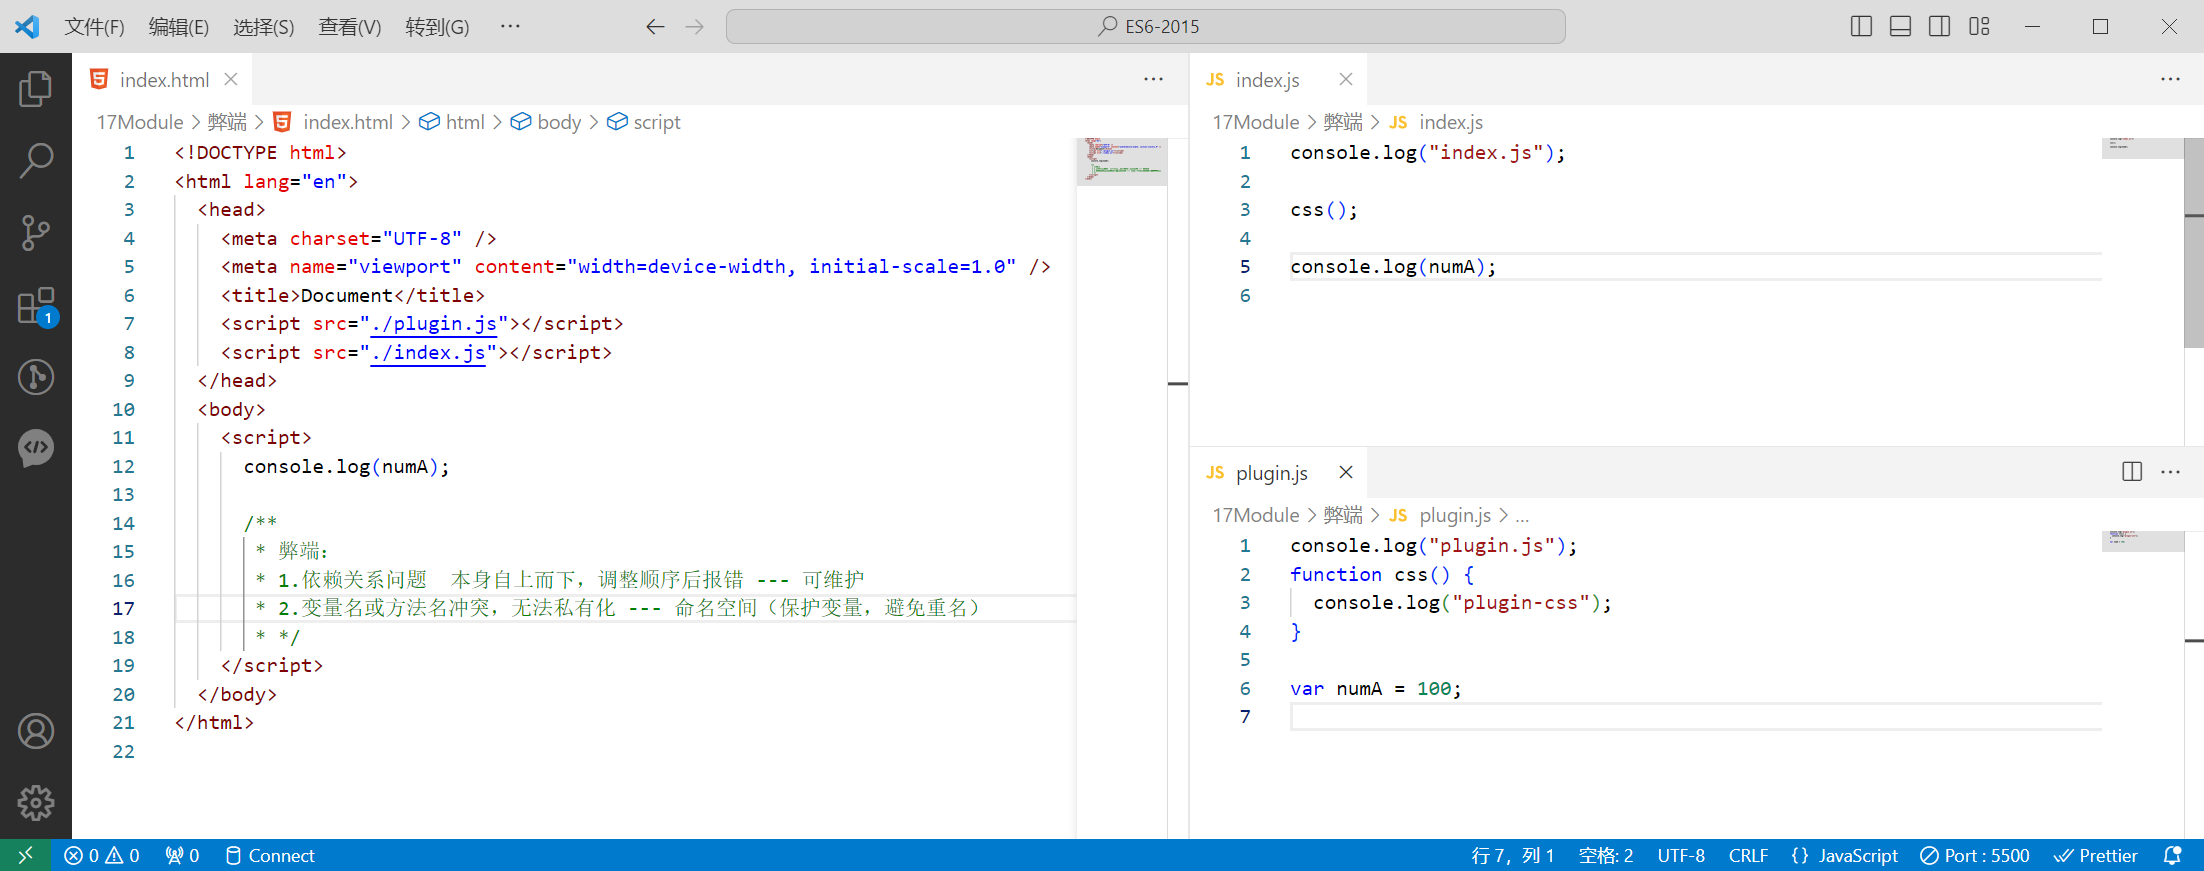 文件(F) 编辑(E) 选择(S) 查看(V) 转到(G) ··· ES6-2015
index.html
17Module > 弊端 > index.html > html > body > script
1 <!DOCTYPE html>
2 <html lang="en">
3 <head>
4 <meta charset="UTF-8" />
5 <meta name="viewport" content="width=device-width, initial-scale=1.0" />
6 <title>Document</title>
7 <script src="./plugin.js"></script>
8 <script src="./index.js"></script>
9 </head>
10 <body>
11 <script>
12 console.log(numA);
13
14 /**
15 * 弊端：
16 * 1.依赖关系问题  本身自上而下，调整顺序后报错 --- 可维护
17 * 2.变量名或方法名冲突，无法私有化 --- 命名空间（保护变量，避免重名）
18 * */
19 </script>
20 </body>
21 </html>
22
JS index.js
17Module > 弊端 > JS index.js
1 console.log("index.js");
2
3 css();
4
5 console.log(numA);
6
JS plugin.js
17Module > 弊端 > JS plugin.js > ...
1 console.log("plugin.js");
2 function css() {
3 console.log("plugin-css");
4 }
5
6 var numA = 100;
7
1
0 0 0 Connect 行 7，列 1 空格: 2 UTF-8 CRLF {} JavaScript Port : 5500 Prettier